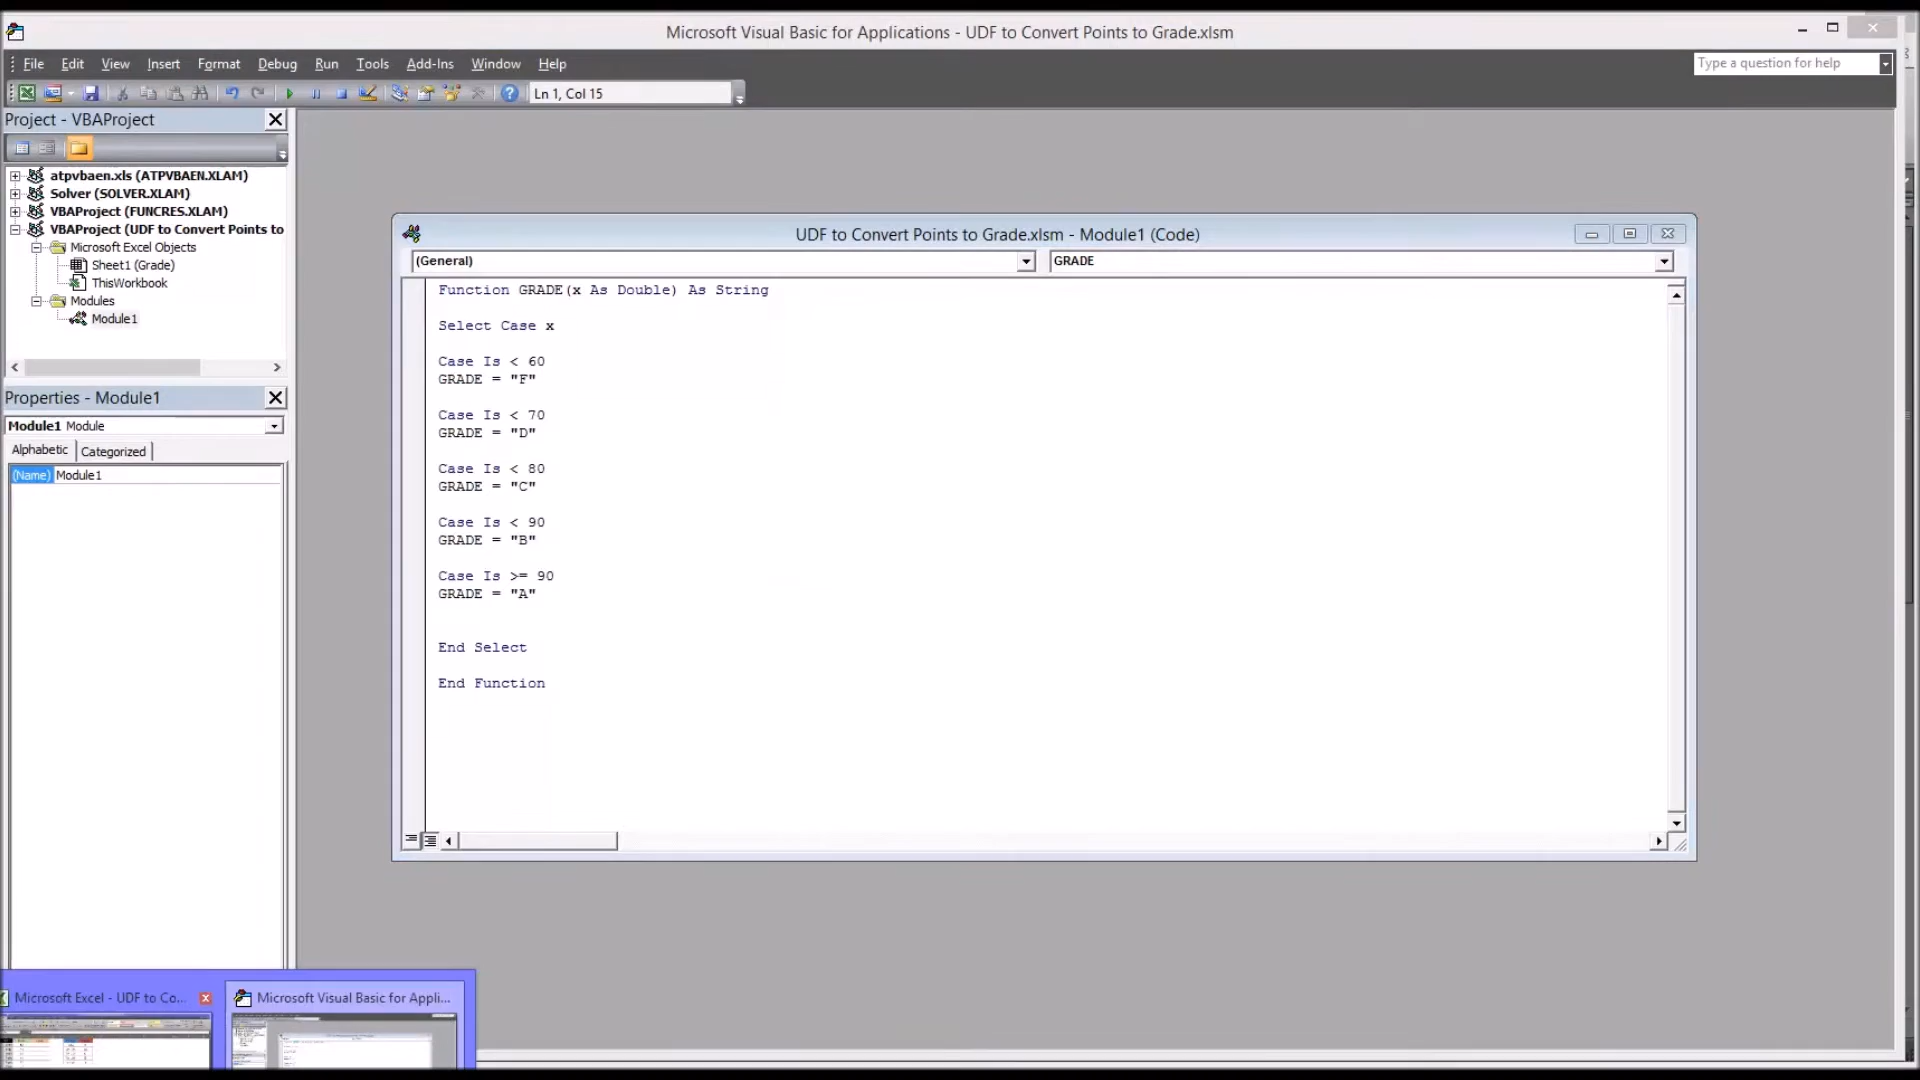 Microsoft Visual Basic for Applications - UDF to Convert Points to Grade.xlsm
File Edit View Insert Format Debug Run Tools Add-Ins Window Help
Type a question for help
Ln 1, Col 15
Project - VBAProject
atpvbaen.xls (ATPVBAEN.XLAM)
Solver (SOLVER.XLAM)
VBAProject (FUNCRES.XLAM)
VBAProject (UDF to Convert Points to
Microsoft Excel Objects
Sheet1 (Grade)
ThisWorkbook
Modules
Module1
Properties - Module1
Module1 Module
Alphabetic Categorized
(Name) Module1
UDF to Convert Points to Grade.xlsm - Module1 (Code)
(General) GRADE
Function GRADE(x As Double) As String
Select Case x
Case Is < 60
GRADE = "F"
Case Is < 70
GRADE = "D"
Case Is < 80
GRADE = "C"
Case Is < 90
GRADE = "B"
Case Is >= 90
GRADE = "A"
End Select
End Function
Microsoft Excel - UDF to Co...
Microsoft Visual Basic for Appli...